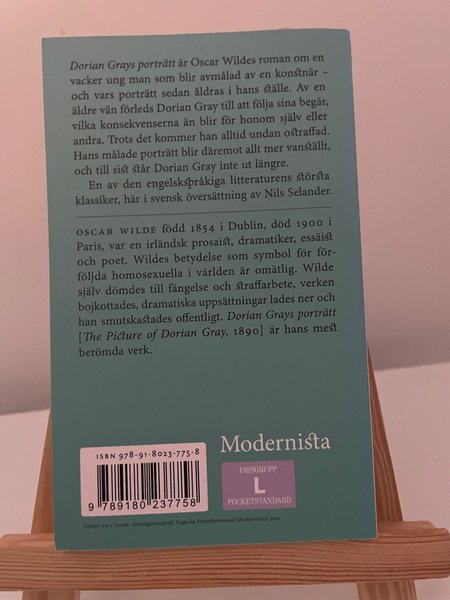 Dorian Grays porträtt är Oscar Wildes roman om en
vacker ung man som blir avmålad av en konstnär –
och vars porträtt sedan åldras i hans ställe. Av en
äldre vän förleds Dorian Gray till att följa sina begär,
vilka konsekvenserna än blir för honom själv eller
andra. Trots det kommer han alltid undan ostraffad.
Hans målade porträtt blir däremot allt mer vanställt,
och till sist står Dorian Gray inte ut längre.
En av den engelskspråkiga litteraturens största
klassiker, här i svensk översättning av Nils Selander.
OSCAR WILDE född 1854 i Dublin, död 1900 i
Paris, var en irländsk prosaist, dramatiker, essäist
och poet. Wildes betydelse som symbol för för-
följda homosexuella i världen är omätlig. Wilde
själv dömdes till fängelse och straffarbete, verken
bojkottades, dramatiska uppsättningar lades ner och
han smutskastades offentligt. Dorian Grays porträtt
[The Picture of Dorian Gray, 1890] är hans mest
berömda verk.
Modernista
ISBN 978-91-8023-775-8
9 789180 237758
PRISGRUPP
L
POCKETSTANDARD
Design: Lars Sundh. Omslagsfotografi: Eugenia Porechenskaya/Shutterstock.com